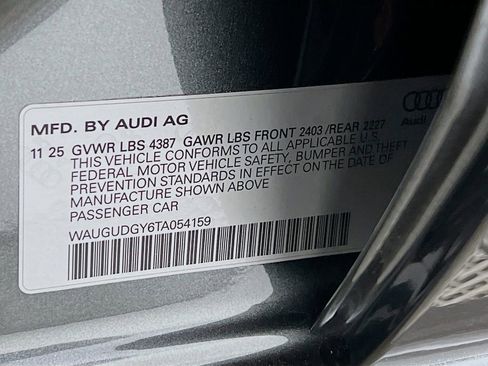 MFD. BY AUDI AG
11 25 GVWR LBS 4387 GAWR LBS FRONT 2403 /REAR 2227
THIS VEHICLE CONFORMS TO ALL APPLICABLE U.S.
FEDERAL MOTOR VEHICLE SAFETY, BUMPER AND THEFT
PREVENTION STANDARDS IN EFFECT ON THE DATE OF
MANUFACTURE SHOWN ABOVE
PASSENGER CAR
WAUGUDGY6TA054159